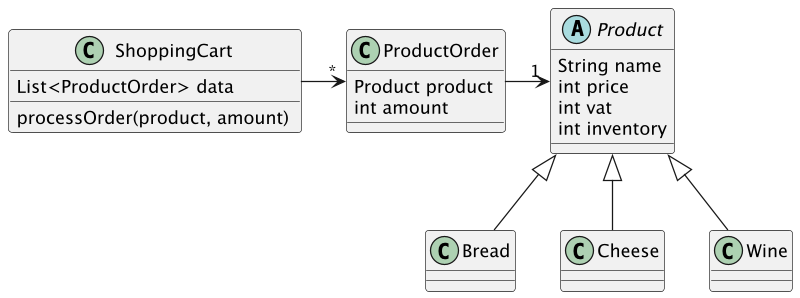 C ShoppingCart
List<ProductOrder> data
processOrder(product, amount)
*
C ProductOrder
Product product
int amount
1
A Product
String name
int price
int vat
int inventory
C Bread
C Cheese
C Wine